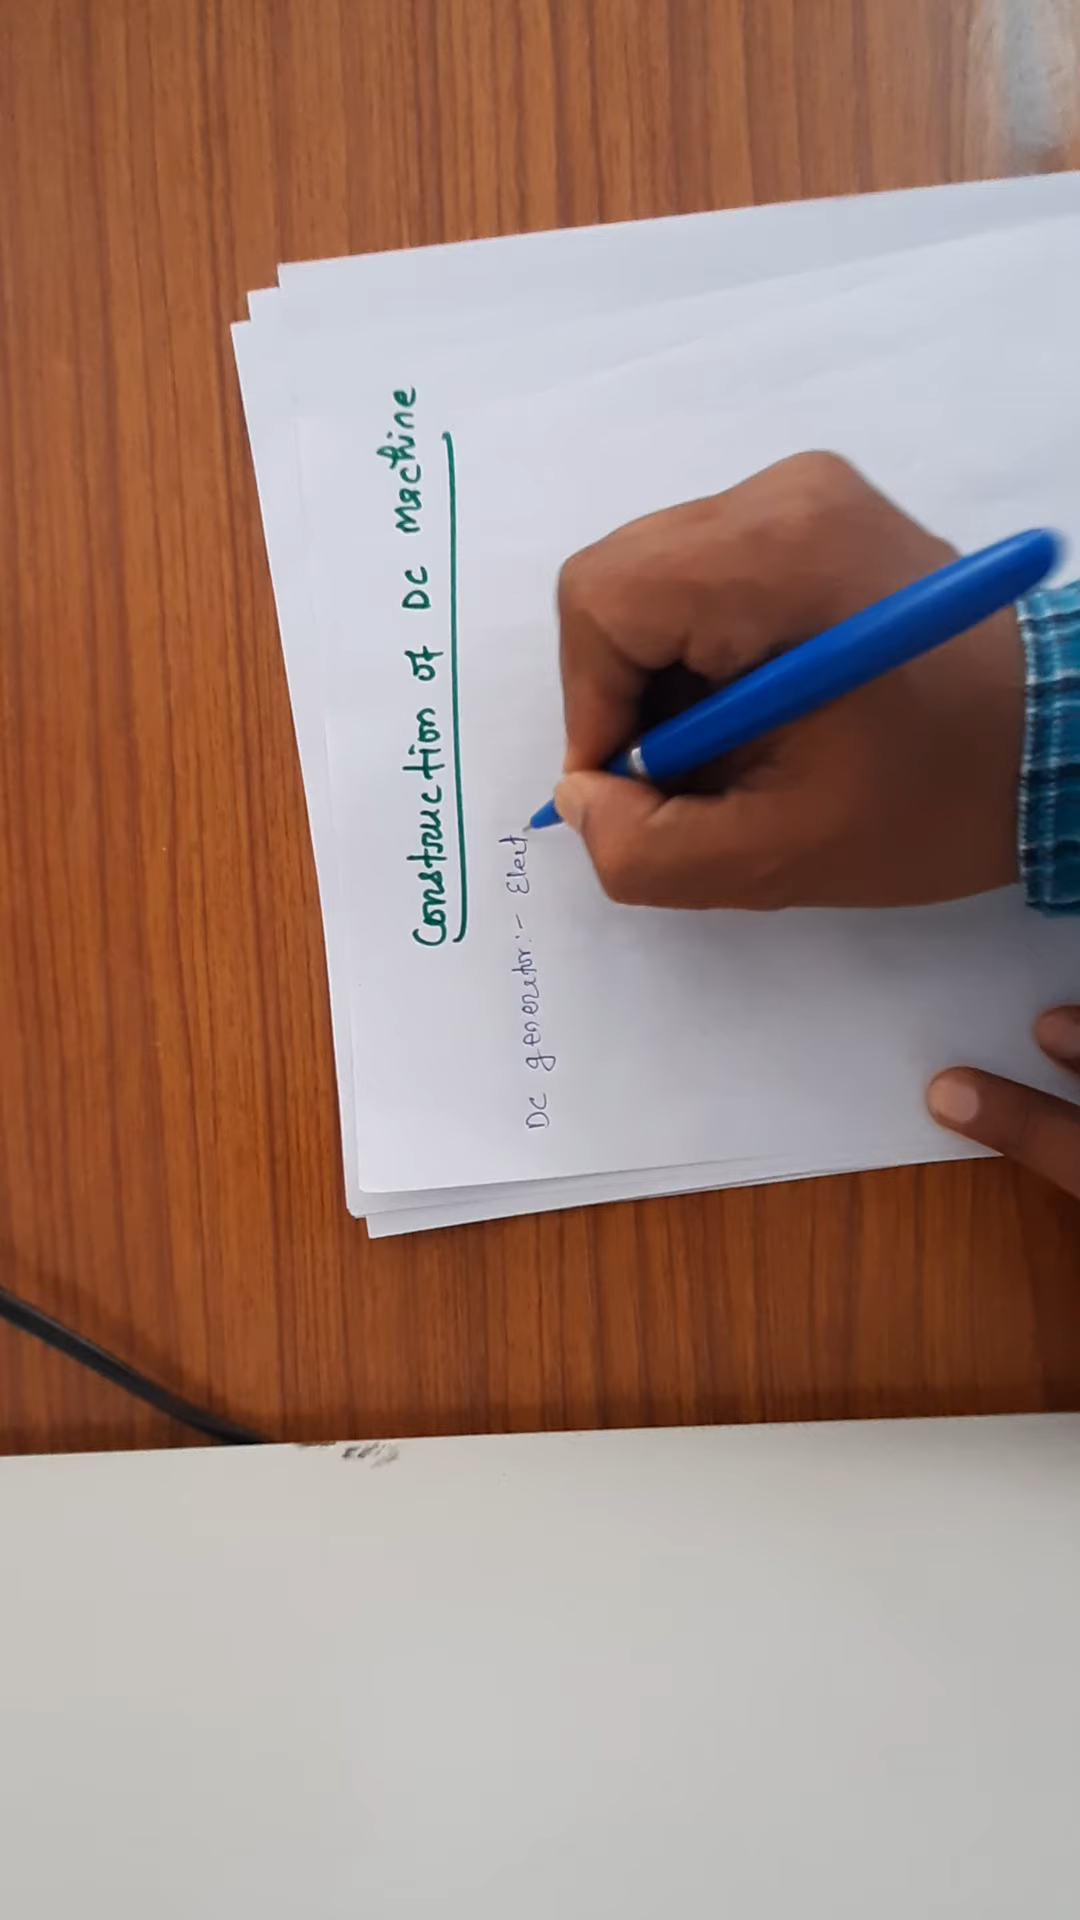 Construction of DC Machine
DC generator:- Elect